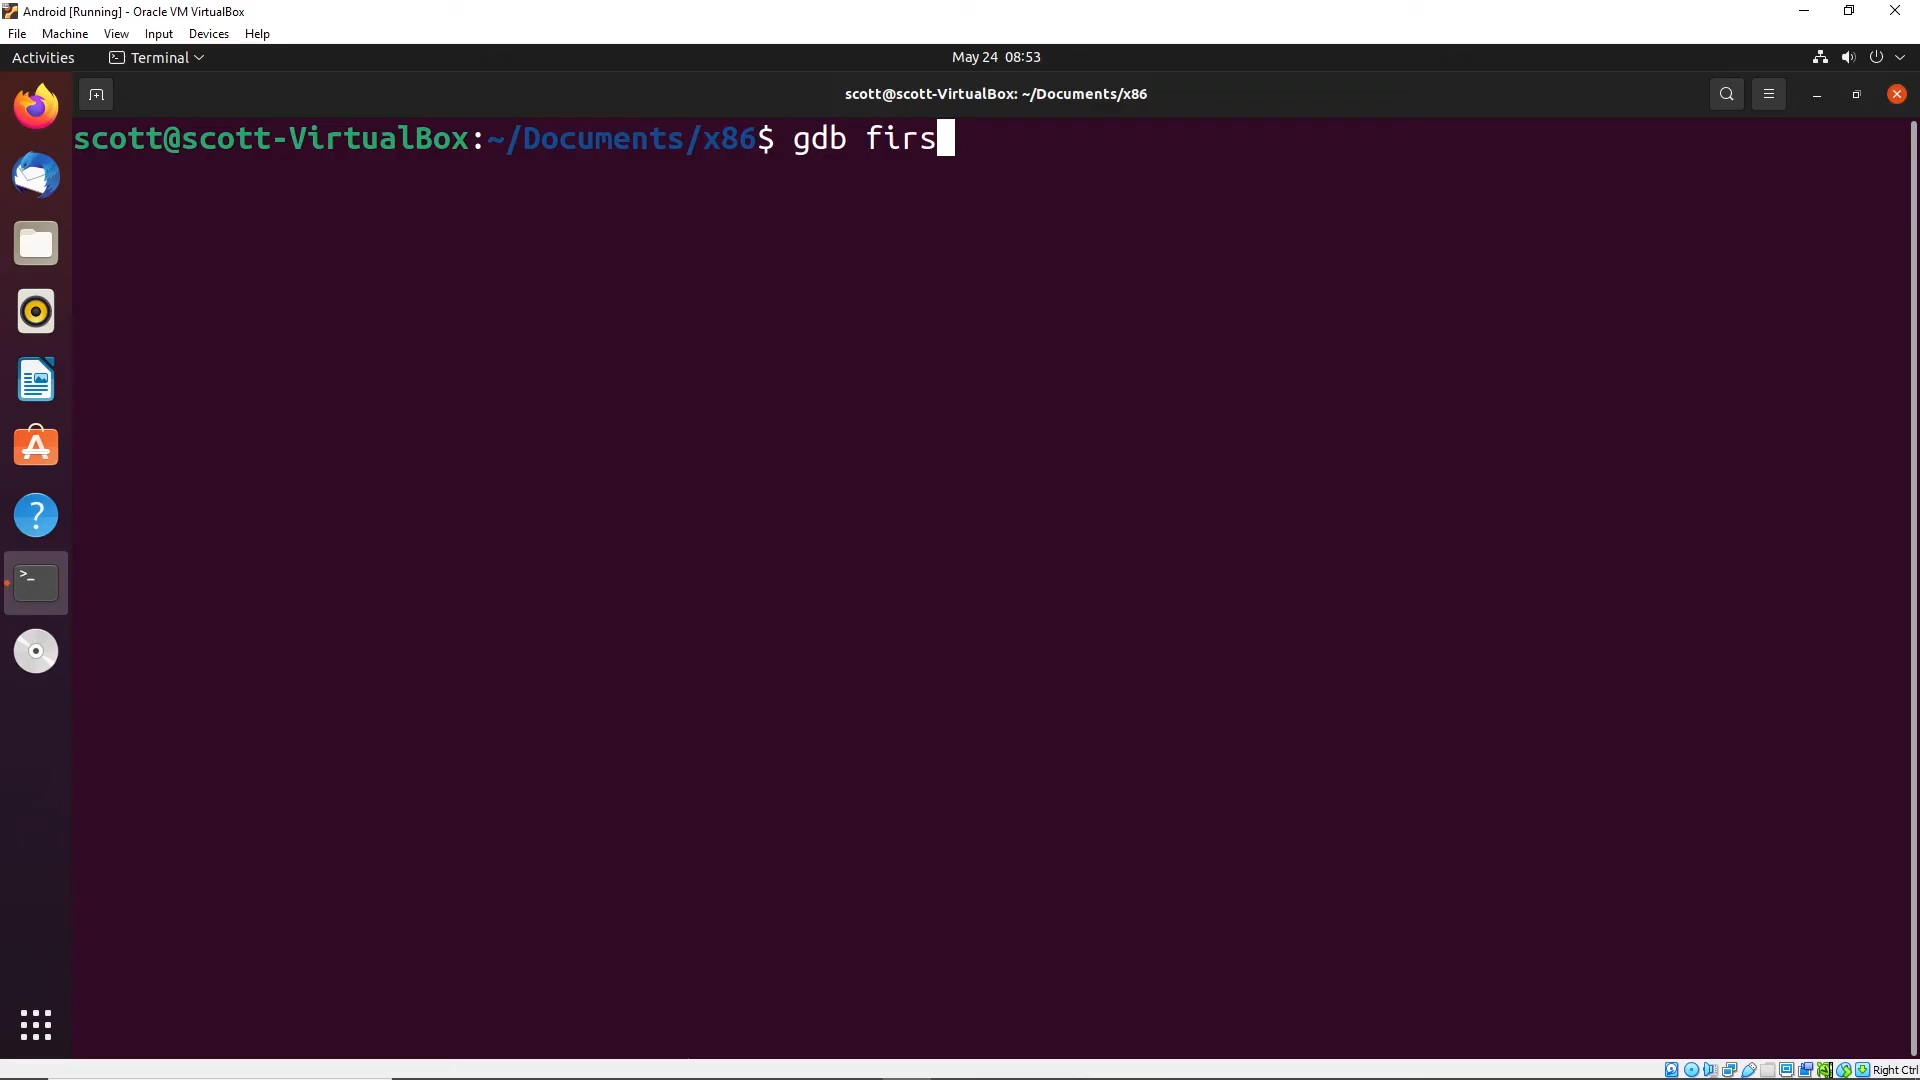 Android [Running] - Oracle VM VirtualBox
File Machine View Input Devices Help
Activities Terminal May 24 08:53
scott@scott-VirtualBox: ~/Documents/x86
scott@scott-VirtualBox:~/Documents/x86$ gdb firs
Right Ctrl